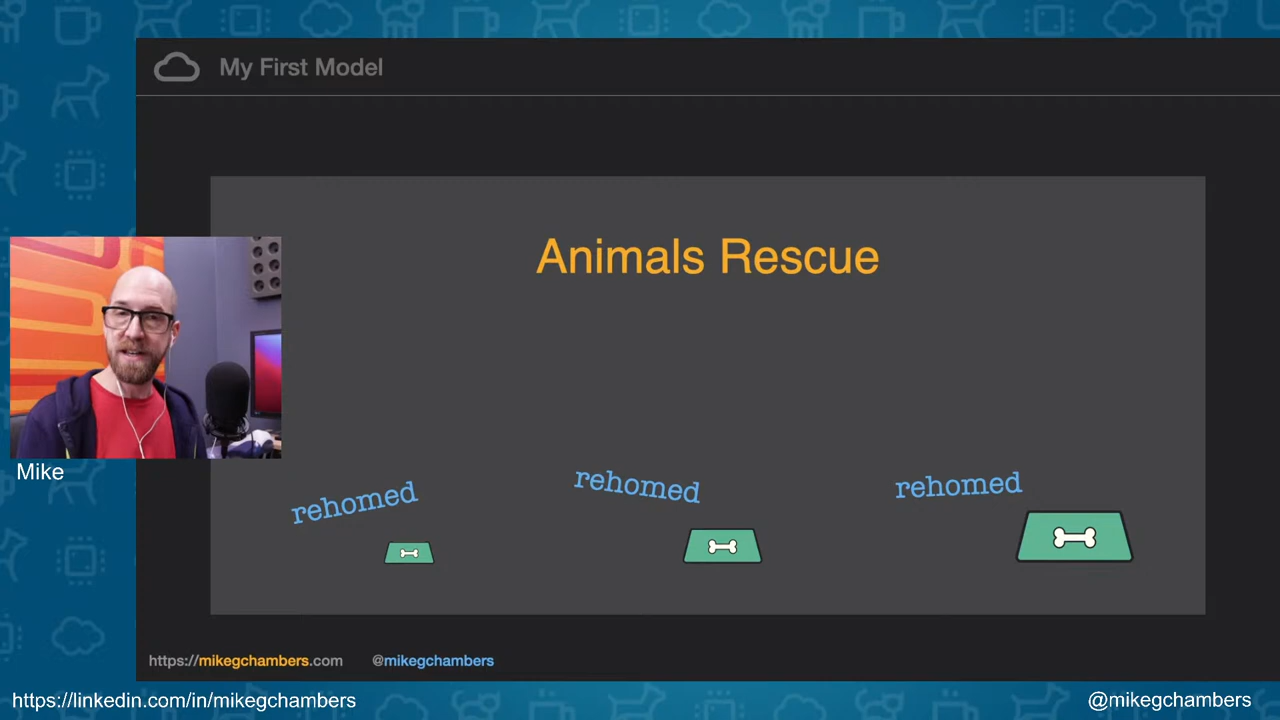 My First Model
Animals Rescue
rehomed
rehomed
rehomed
Mike
https://mikegchambers.com
@mikegchambers
https://linkedin.com/in/mikegchambers
@mikegchambers